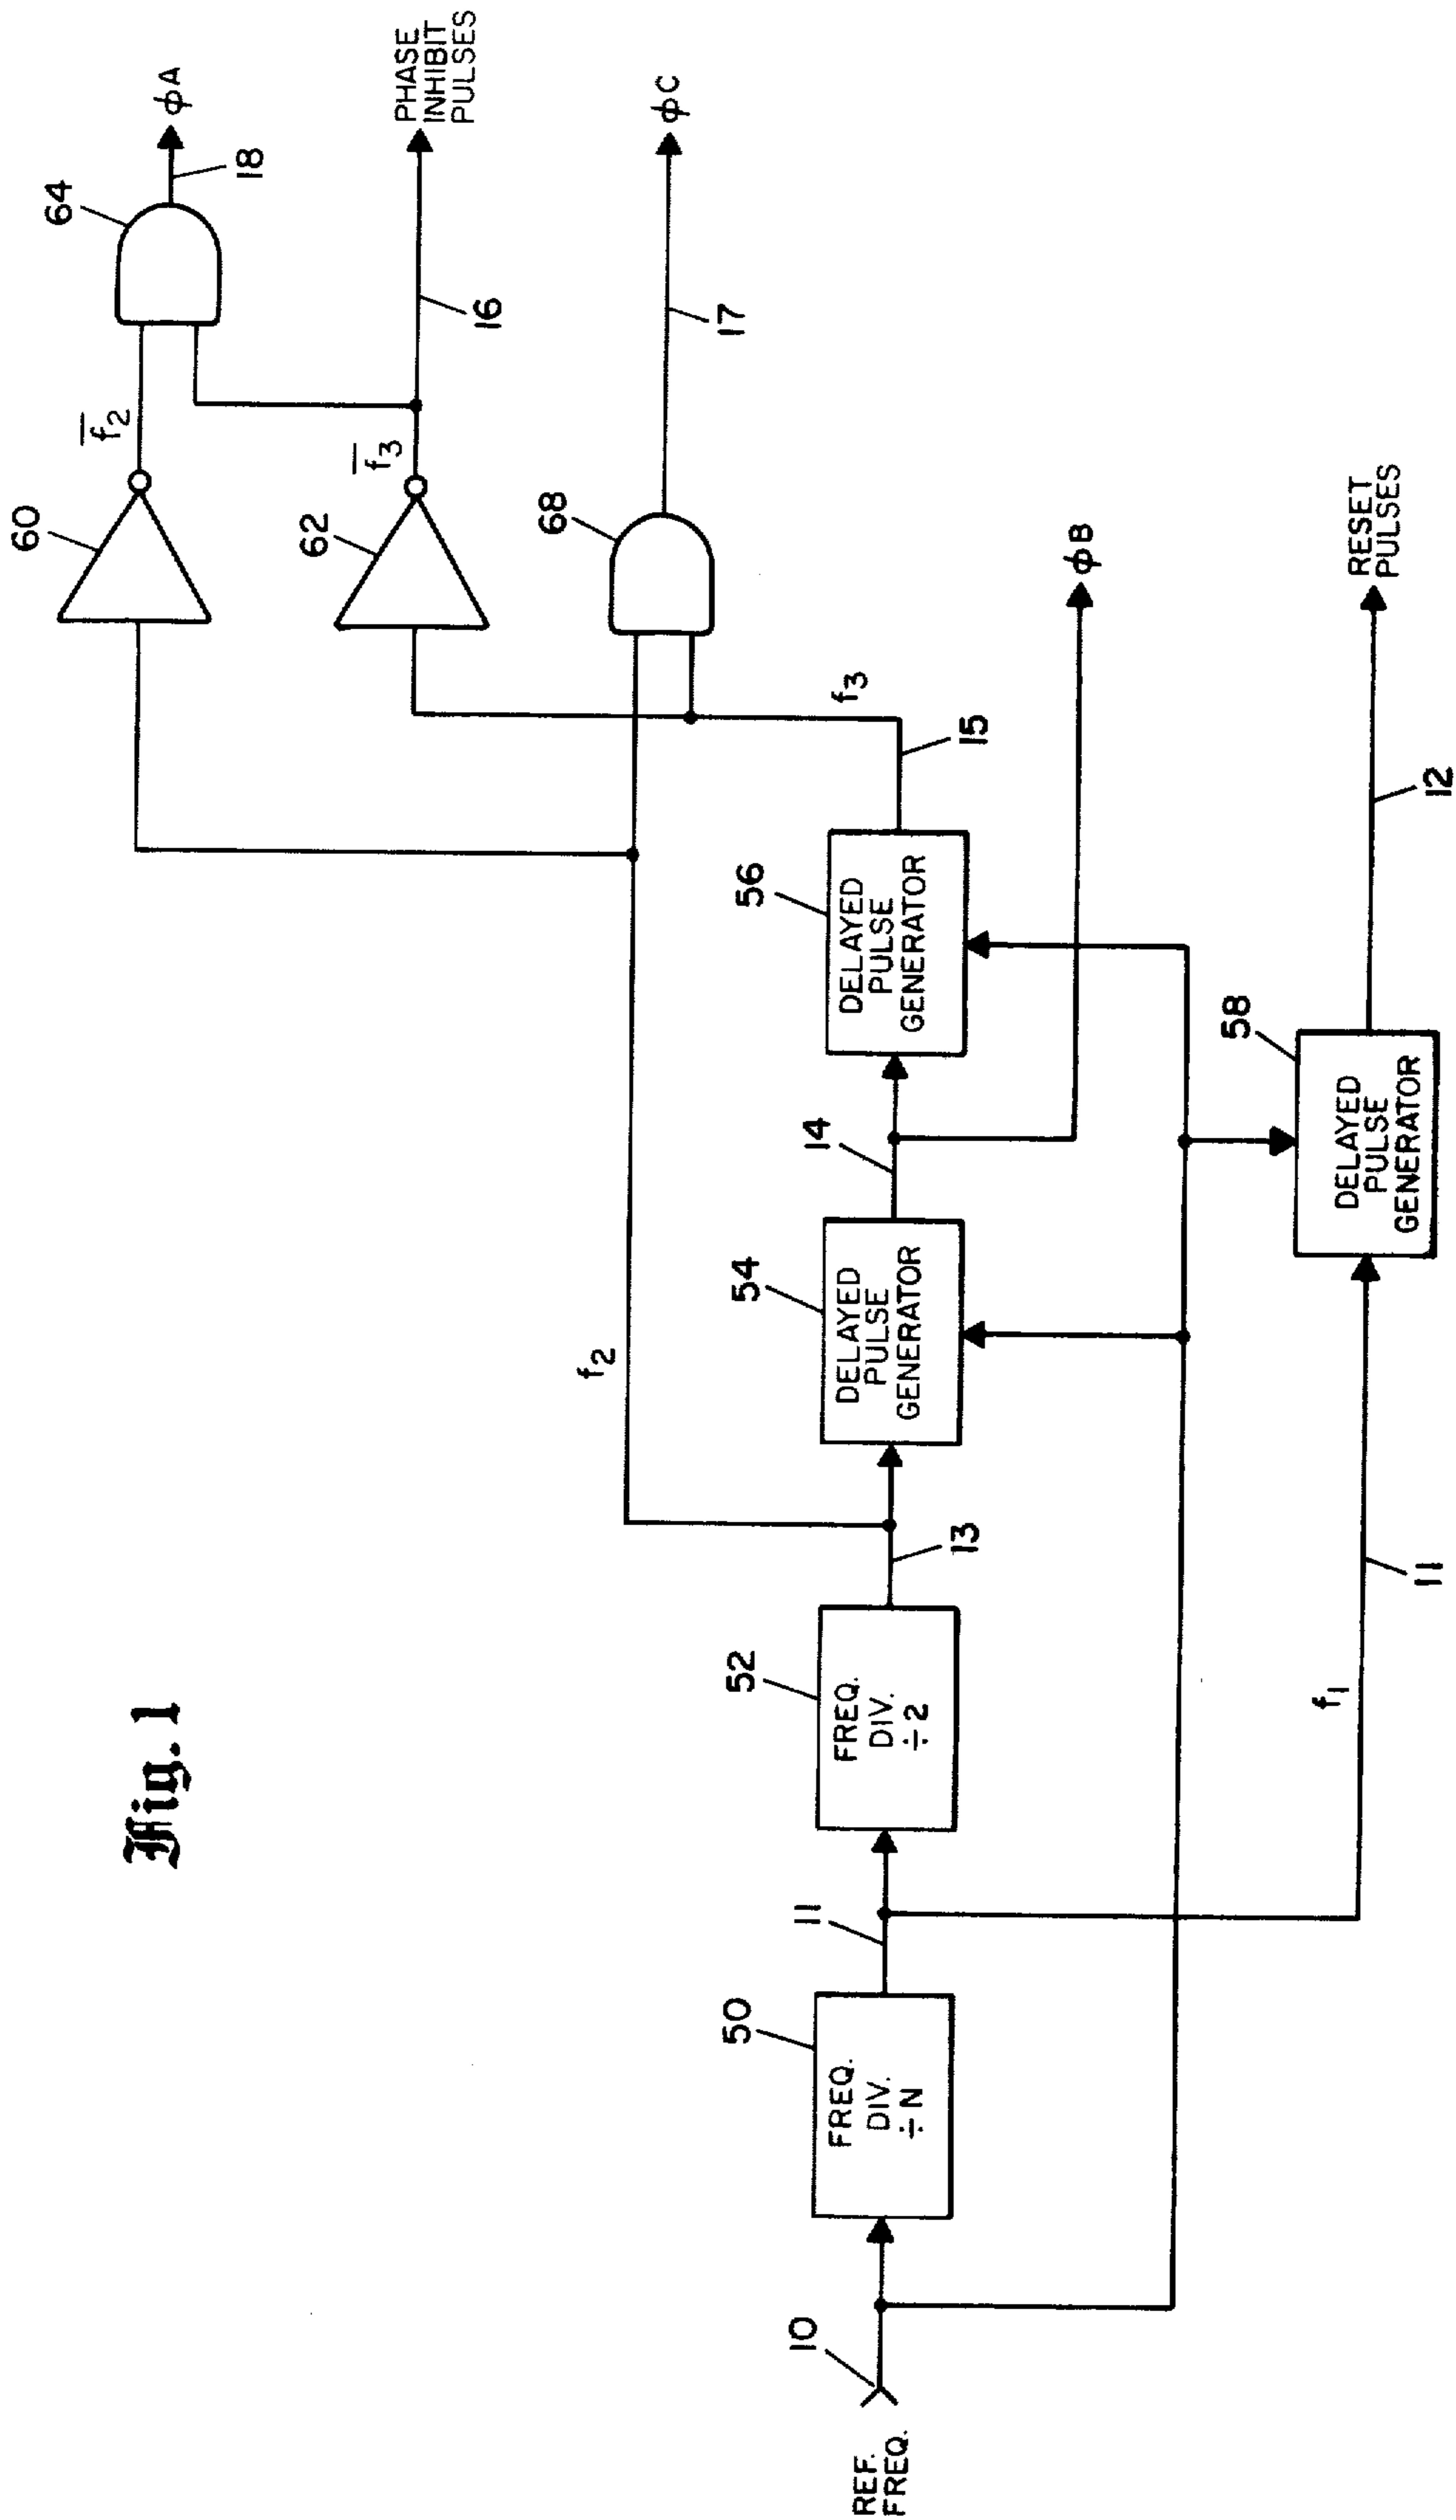 Fig. 1
REF.
FREQ.
10
50
FREQ.
DIV.
÷N
11
52
FREQ.
DIV.
÷2
13
f2
54
DELAYED
PULSE
GENERATOR
14
56
DELAYED
PULSE
GENERATOR
15
f3
60
f̅2
62
f̅3
64
18
ϕA
16
PHASE
INHIBIT
PULSES
68
17
ϕC
ϕB
f1
11
58
DELAYED
PULSE
GENERATOR
12
RESET
PULSES